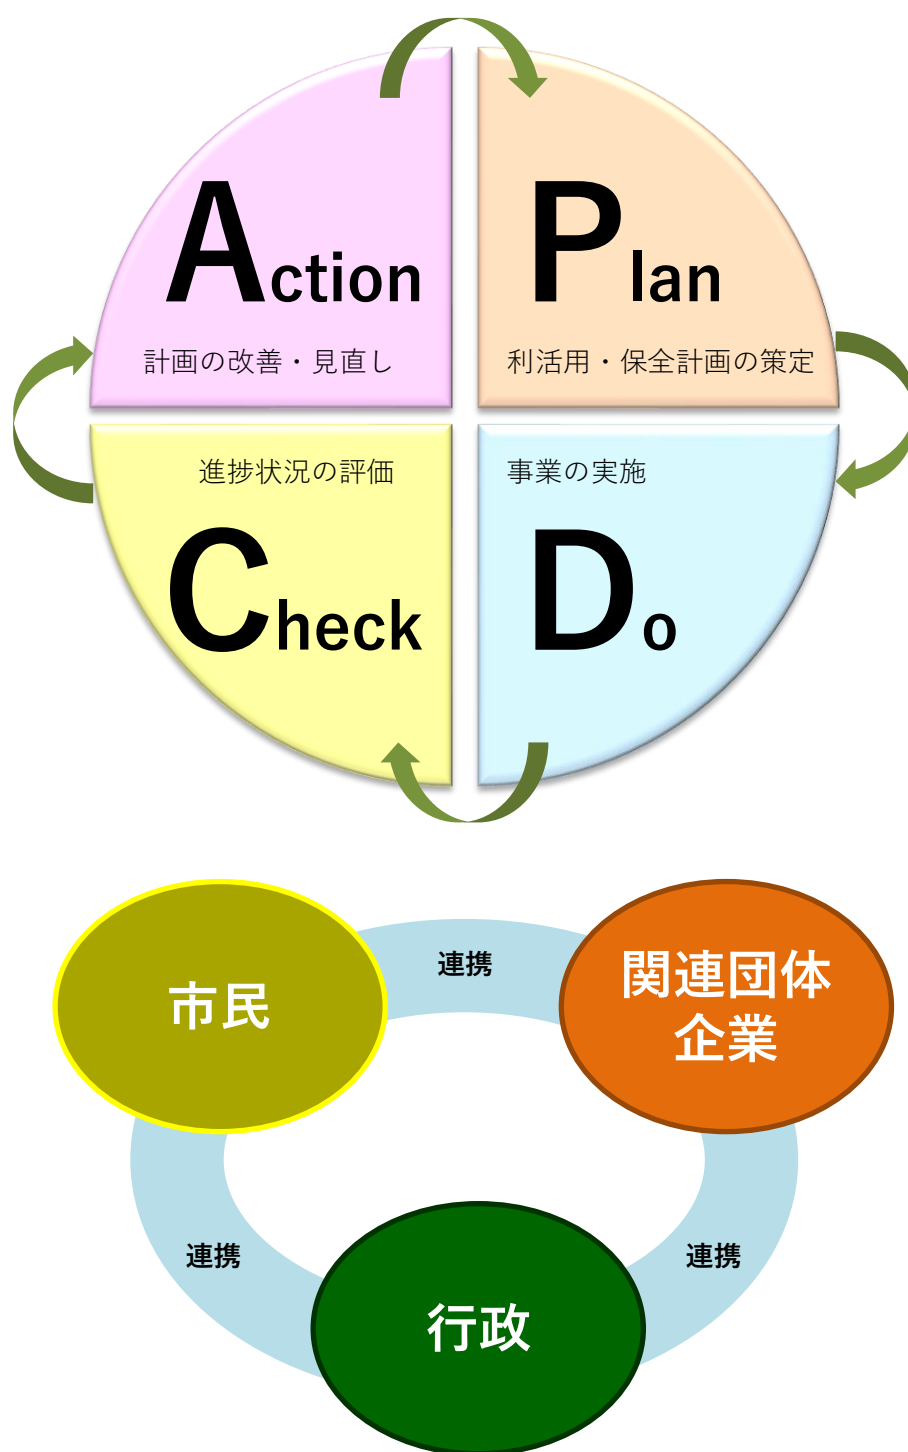 Action
計画の改善・見直し
Plan
利活用・保全計画の策定
進捗状況の評価
Check
事業の実施
Do
市民
連携
関連団体
企業
連携
連携
行政